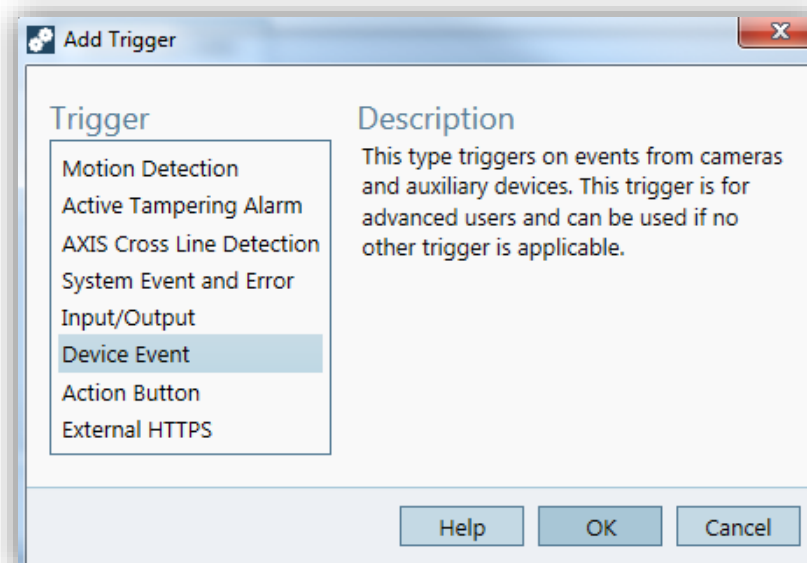 Add Trigger
Trigger
Motion Detection
Active Tampering Alarm
AXIS Cross Line Detection
System Event and Error
Input/Output
Device Event
Action Button
External HTTPS
Description
This type triggers on events from cameras
and auxiliary devices. This trigger is for
advanced users and can be used if no
other trigger is applicable.
Help
OK
Cancel